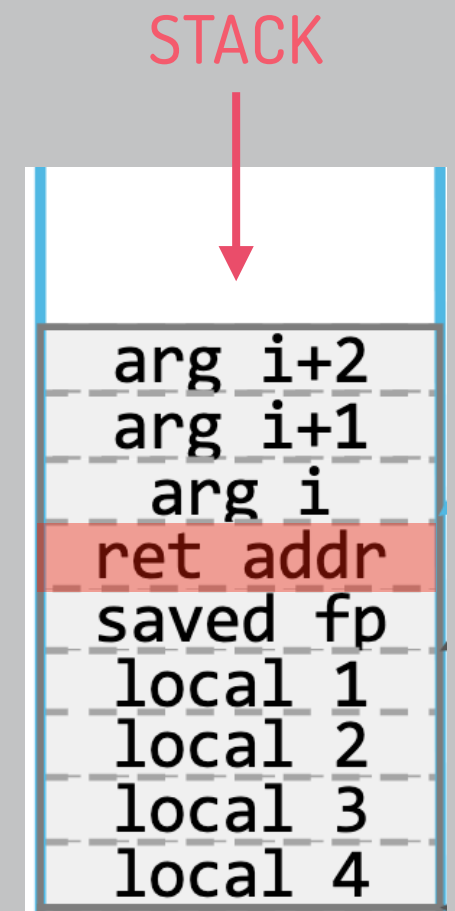 STACK
arg i+2
arg i+1
arg i
ret addr
saved fp
local 1
local 2
local 3
local 4